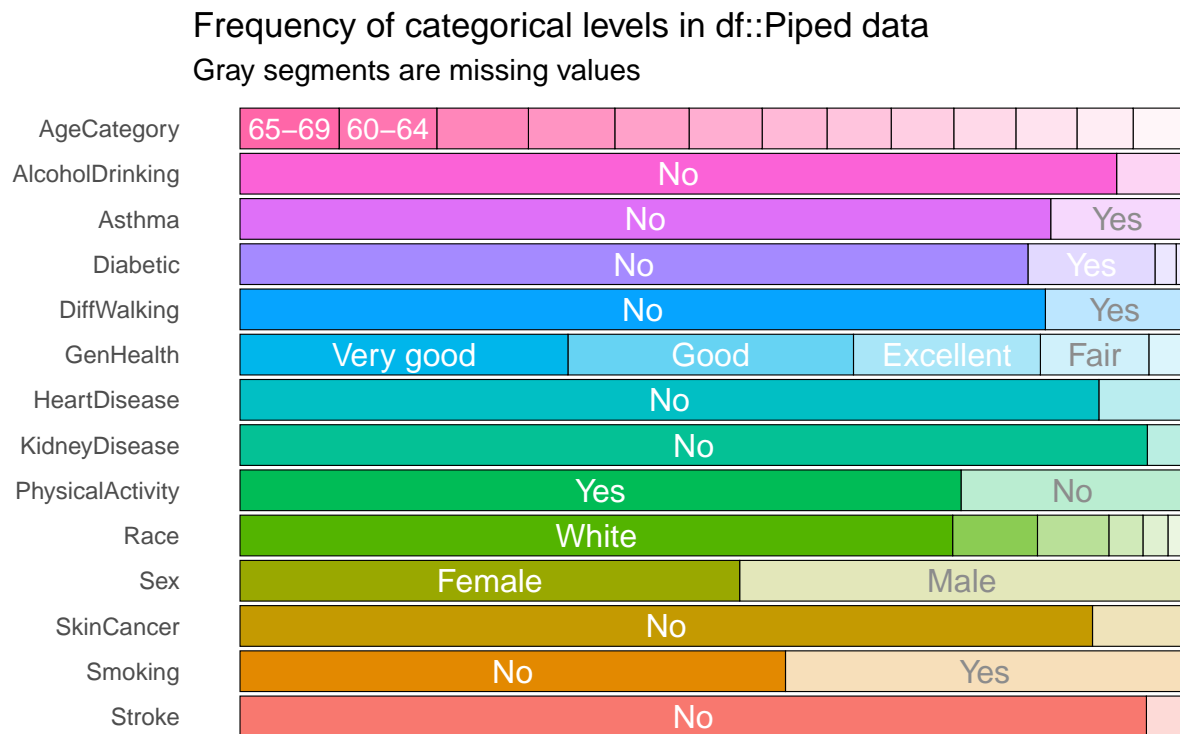 Frequency of categorical levels in df::Piped data
Gray segments are missing values
AgeCategory 65–69 60–64
AlcoholDrinking No
Asthma No Yes
Diabetic No Yes
DiffWalking No Yes
GenHealth Very good Good Excellent Fair
HeartDisease No
KidneyDisease No
PhysicalActivity Yes No
Race White
Sex Female Male
SkinCancer No
Smoking No Yes
Stroke No